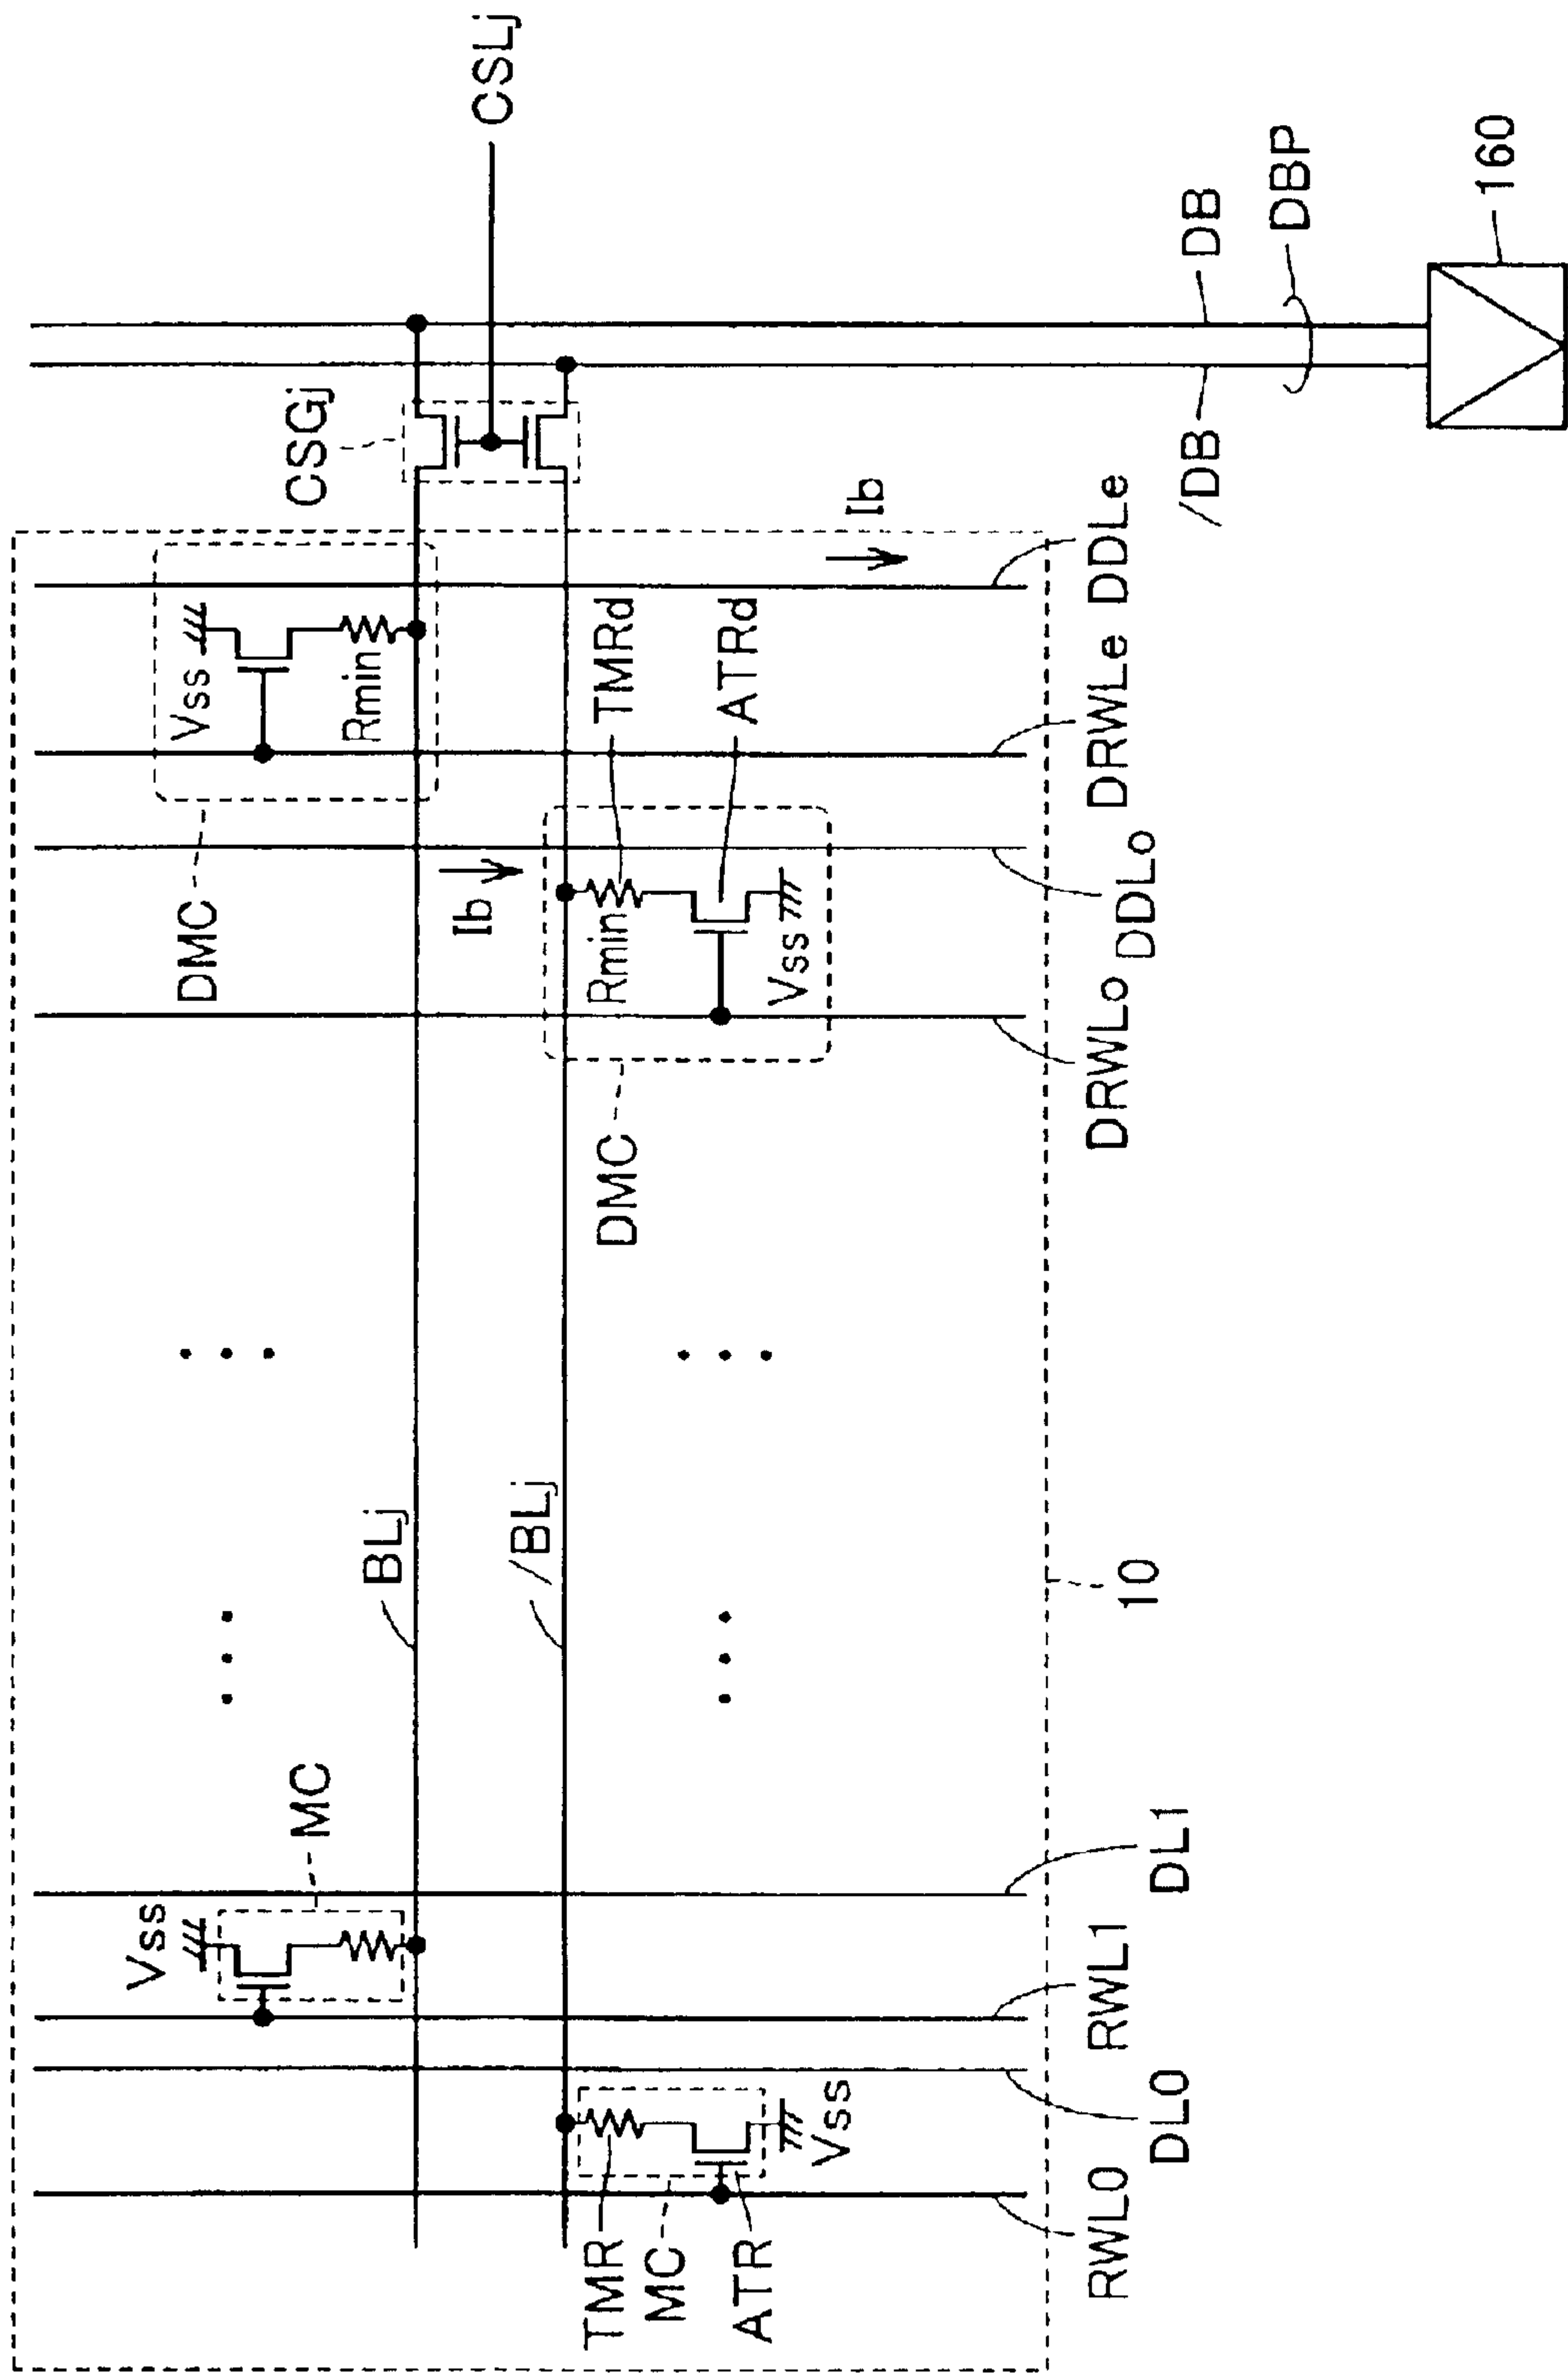 CSLj
CSGj
DB
/DB
DBP
160
DMC
Vss
Rmin
Ib
Ib
TMRd
ATRd
Rmin
Vss
DMC
DDLe
DRWLe
DDLo
DRWLo
BLj
/BLj
10
MC
Vss
DL1
RWL1
DL0
RWL0
Vss
TMR
MC
ATR